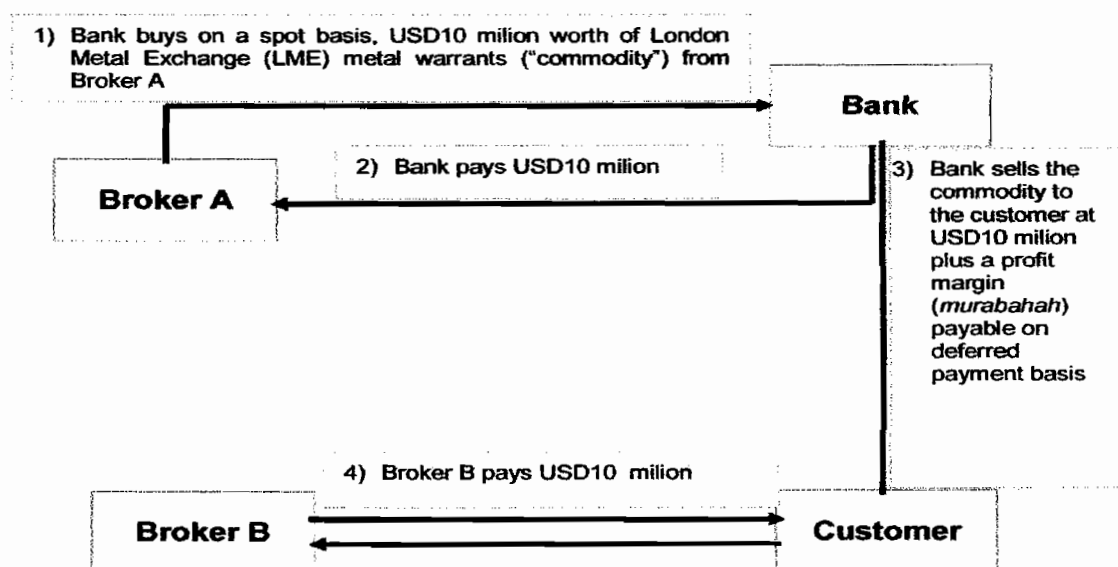 1) Bank buys on a spot basis, USD10 milion worth of London
Metal Exchange (LME) metal warrants (“commodity”) from
Broker A
Bank
2) Bank pays USD10 milion
Broker A
3) Bank sells the
commodity to
the customer at
USD10 milion
plus a profit
margin
(murabahah)
payable on
deferred
payment basis
4) Broker B pays USD10 milion
Broker B
Customer